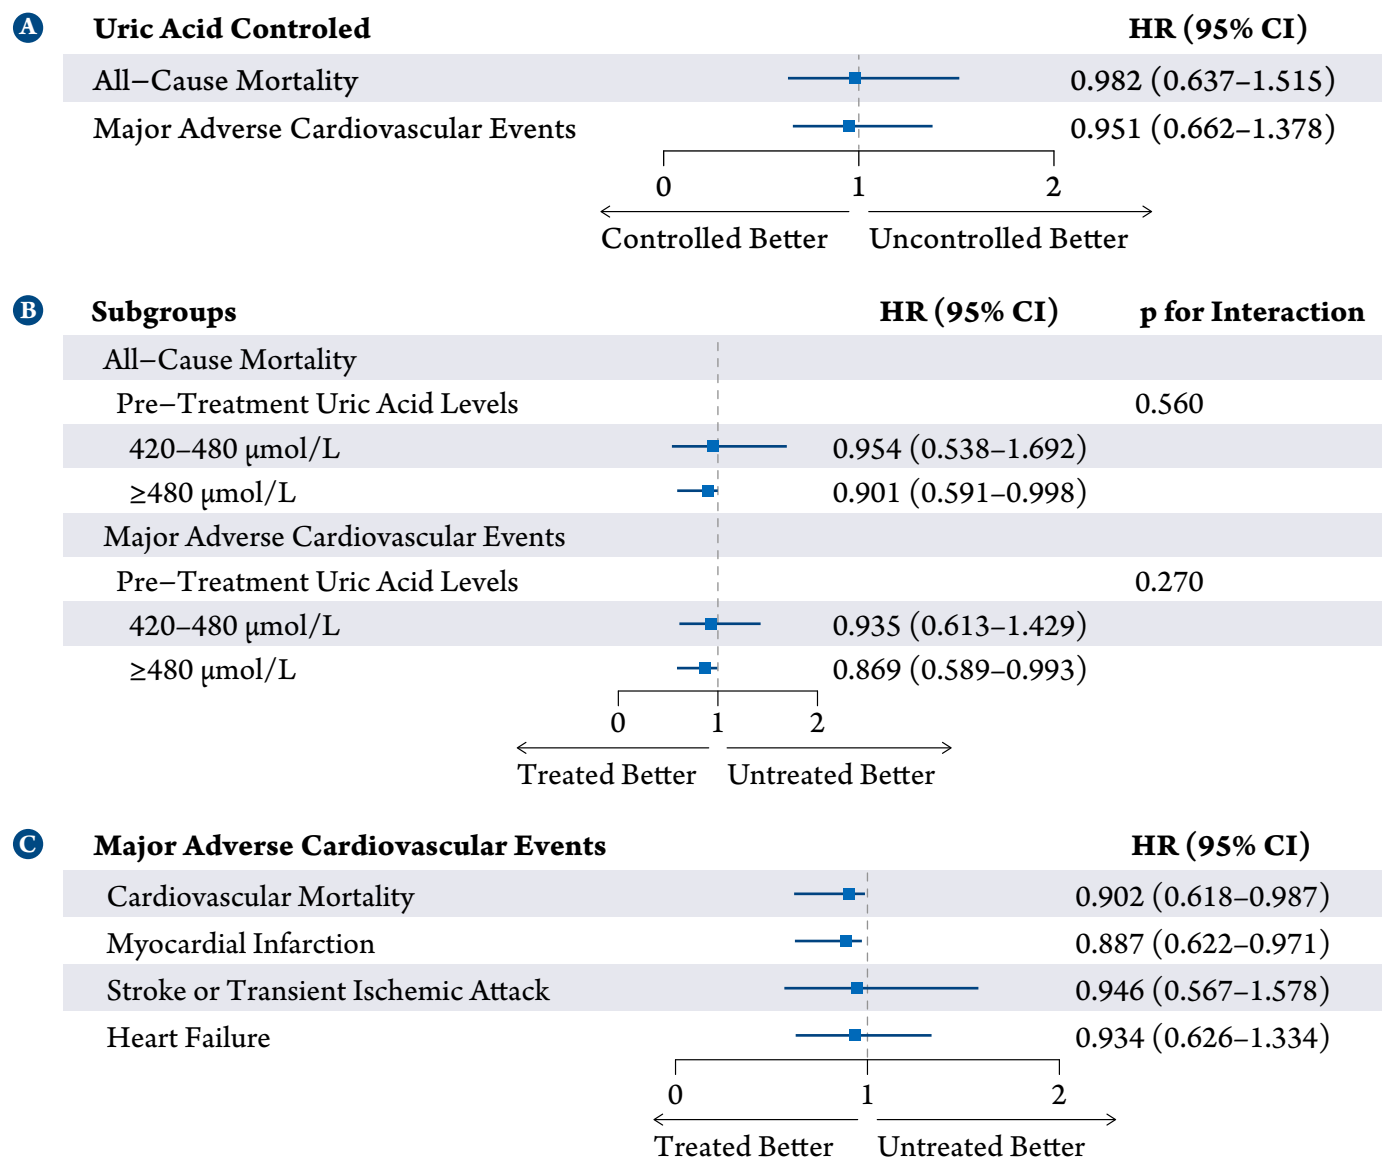 A Uric Acid Controled HR (95% CI)
All–Cause Mortality 0.982 (0.637–1.515)
Major Adverse Cardiovascular Events 0.951 (0.662–1.378)
0 1 2
Controlled Better Uncontrolled Better
B Subgroups HR (95% CI) p for Interaction
All–Cause Mortality
Pre–Treatment Uric Acid Levels 0.560
420–480 µmol/L 0.954 (0.538–1.692)
≥480 µmol/L 0.901 (0.591–0.998)
Major Adverse Cardiovascular Events
Pre–Treatment Uric Acid Levels 0.270
420–480 µmol/L 0.935 (0.613–1.429)
≥480 µmol/L 0.869 (0.589–0.993)
0 1 2
Treated Better Untreated Better
C Major Adverse Cardiovascular Events HR (95% CI)
Cardiovascular Mortality 0.902 (0.618–0.987)
Myocardial Infarction 0.887 (0.622–0.971)
Stroke or Transient Ischemic Attack 0.946 (0.567–1.578)
Heart Failure 0.934 (0.626–1.334)
0 1 2
Treated Better Untreated Better